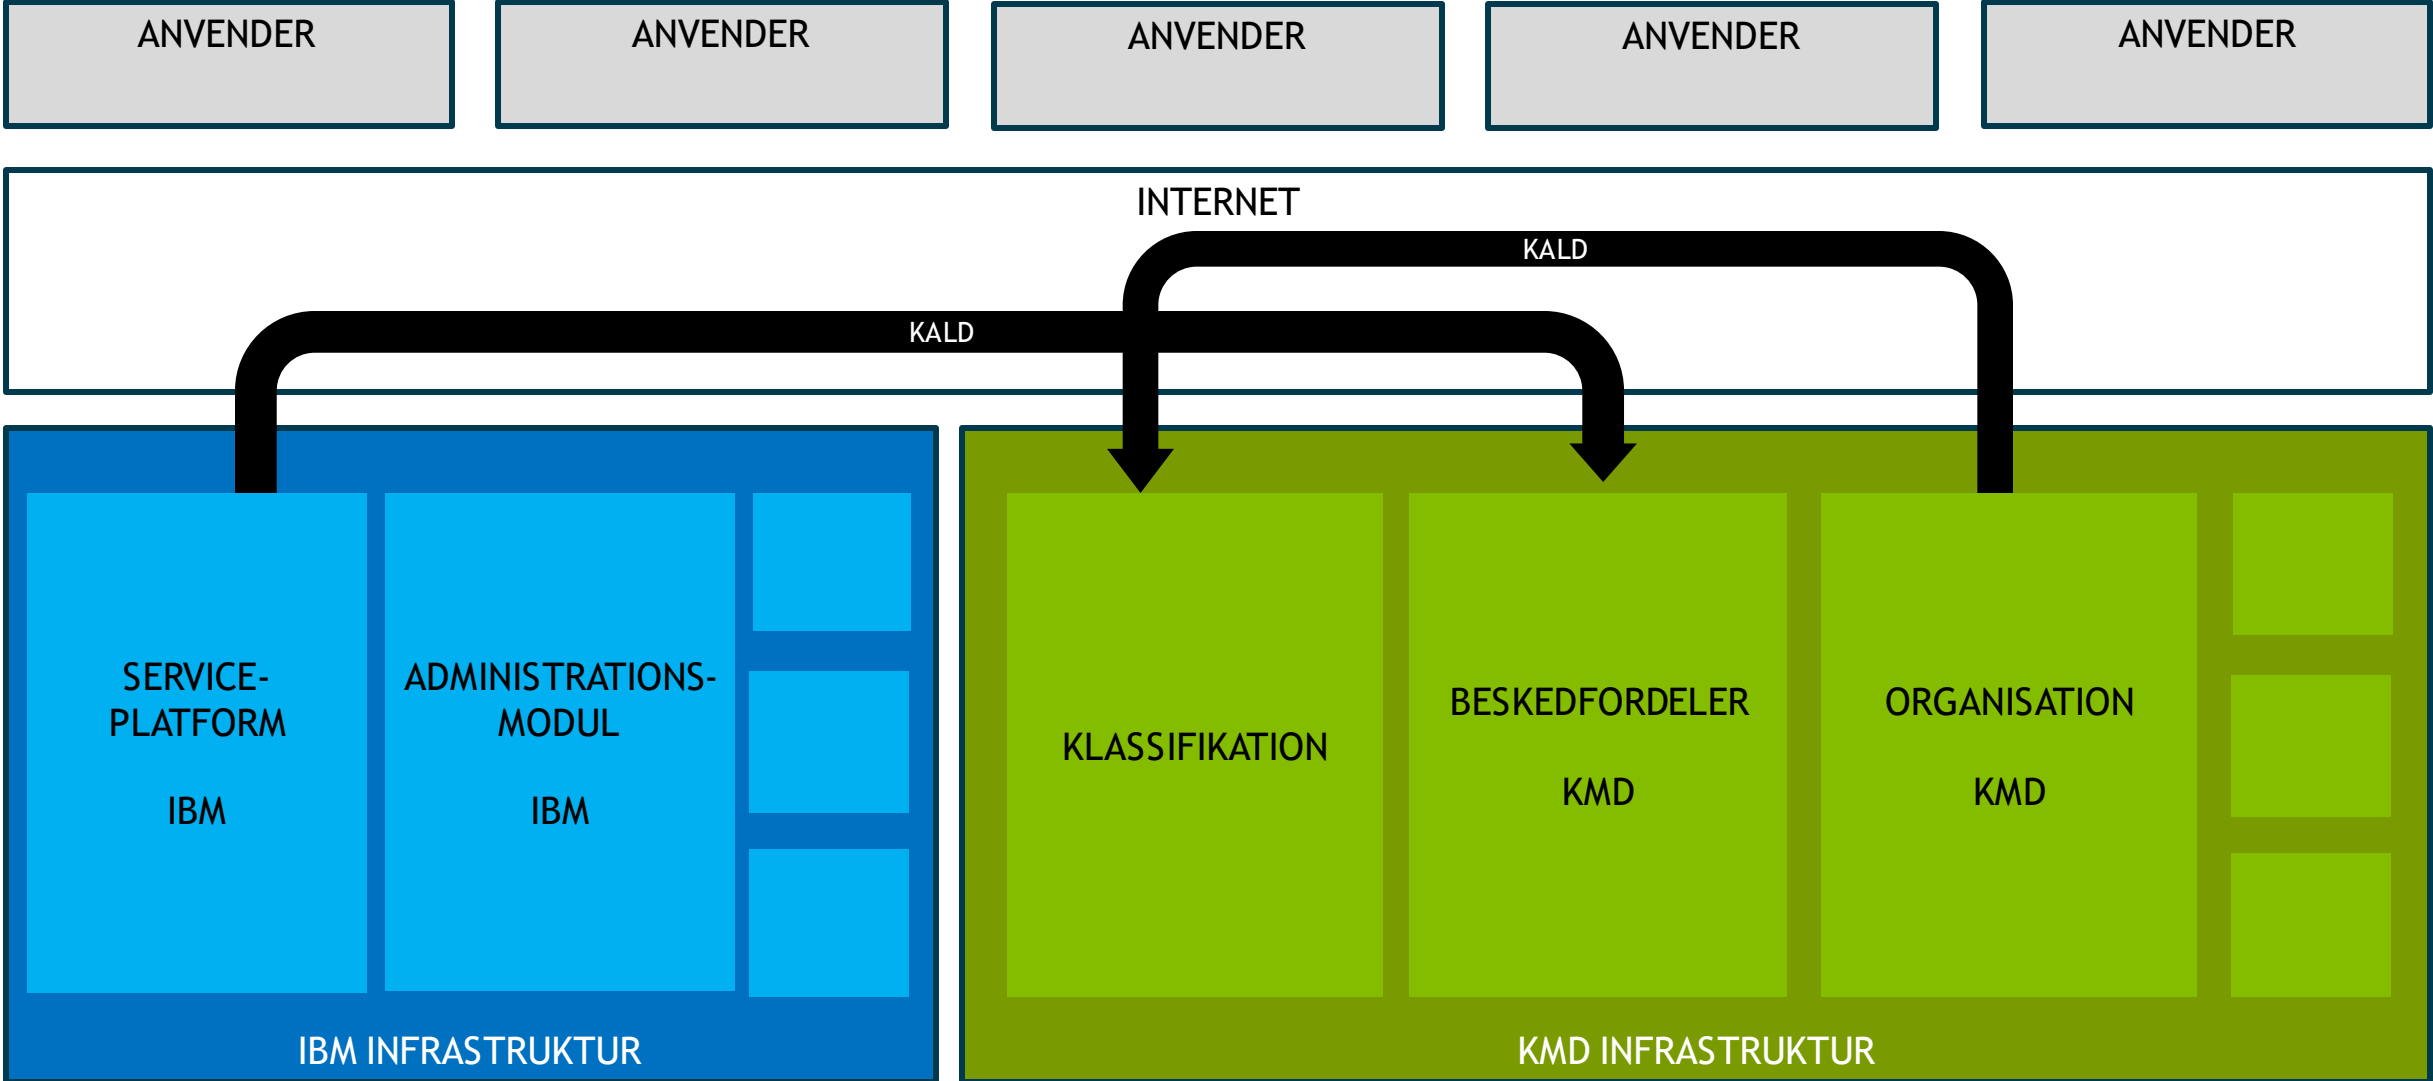 ANVENDER
ANVENDER
ANVENDER
ANVENDER
ANVENDER
INTERNET
KALD
KALD
SERVICE-
PLATFORM
IBM
ADMINISTRATIONS-
MODUL
IBM
KLASSIFIKATION
BESKEDFORDELER
KMD
ORGANISATION
KMD
IBM INFRASTRUKTUR
KMD INFRASTRUKTUR